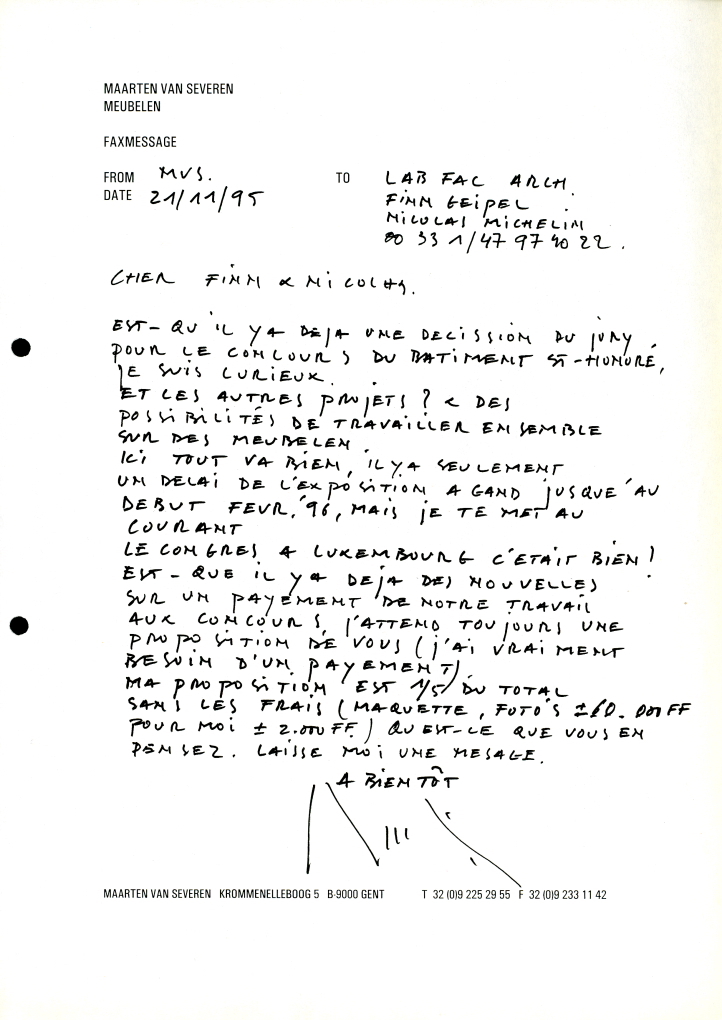 MAARTEN VAN SEVEREN
MEUBELEN
FAXMESSAGE
FROM MVS.
DATE 21/11/95
TO LAB FAC ARCH.
FINN GEIPEL
NICOLAS MICHELIN
00 33 1/47 97 40 22.
CHER FINN & NICOLAS.
EST-QU'IL YA DEJA UNE DECISSION DU JURY
POUR LE CONCOURS DU BATIMENT ST-HONORÉ,
JE SUIS CURIEUX.
ET LES AUTRES PROJETS? & DES
POSSIBILITÉS DE TRAVAILLER ENSEMBLE
SUR DES MEUBELEN
ICI TOUT VA BIEN, IL YA SEULEMENT
UN DELAI DE L'EXPOSITION A GAND JUSQUE'AU
DEBUT FEVR. '96, MAIS JE TE MET AU
COURANT
LE CONGRES A LUXEMBOURG C'ETAIT BIEN!
EST-QUE IL YA DEJA DES NOUVELLES
SUR UN PAYEMENT DE NOTRE TRAVAIL
AUX CONCOURS, J'ATTEND TOUJOURS UNE
PROPOSITION DE VOUS (J'AI VRAIMENT
BESOIN D'UN PAYEMENT)
MA PROPOSITION EST 1/5 DU TOTAL
SANS LES FRAIS (MAQUETTE, FOTO'S ±10.000 FF
POUR MOI ± 2.000 FF.) QU'EST-CE QUE VOUS EN
PENSEZ. LAISSE MOI UNE MESAGE.
A BIENTÔT
MAARTEN VAN SEVEREN KROMMENELLEBOOG 5 B-9000 GENT T 32 (0)9 225 29 55 F 32 (0)9 233 11 42